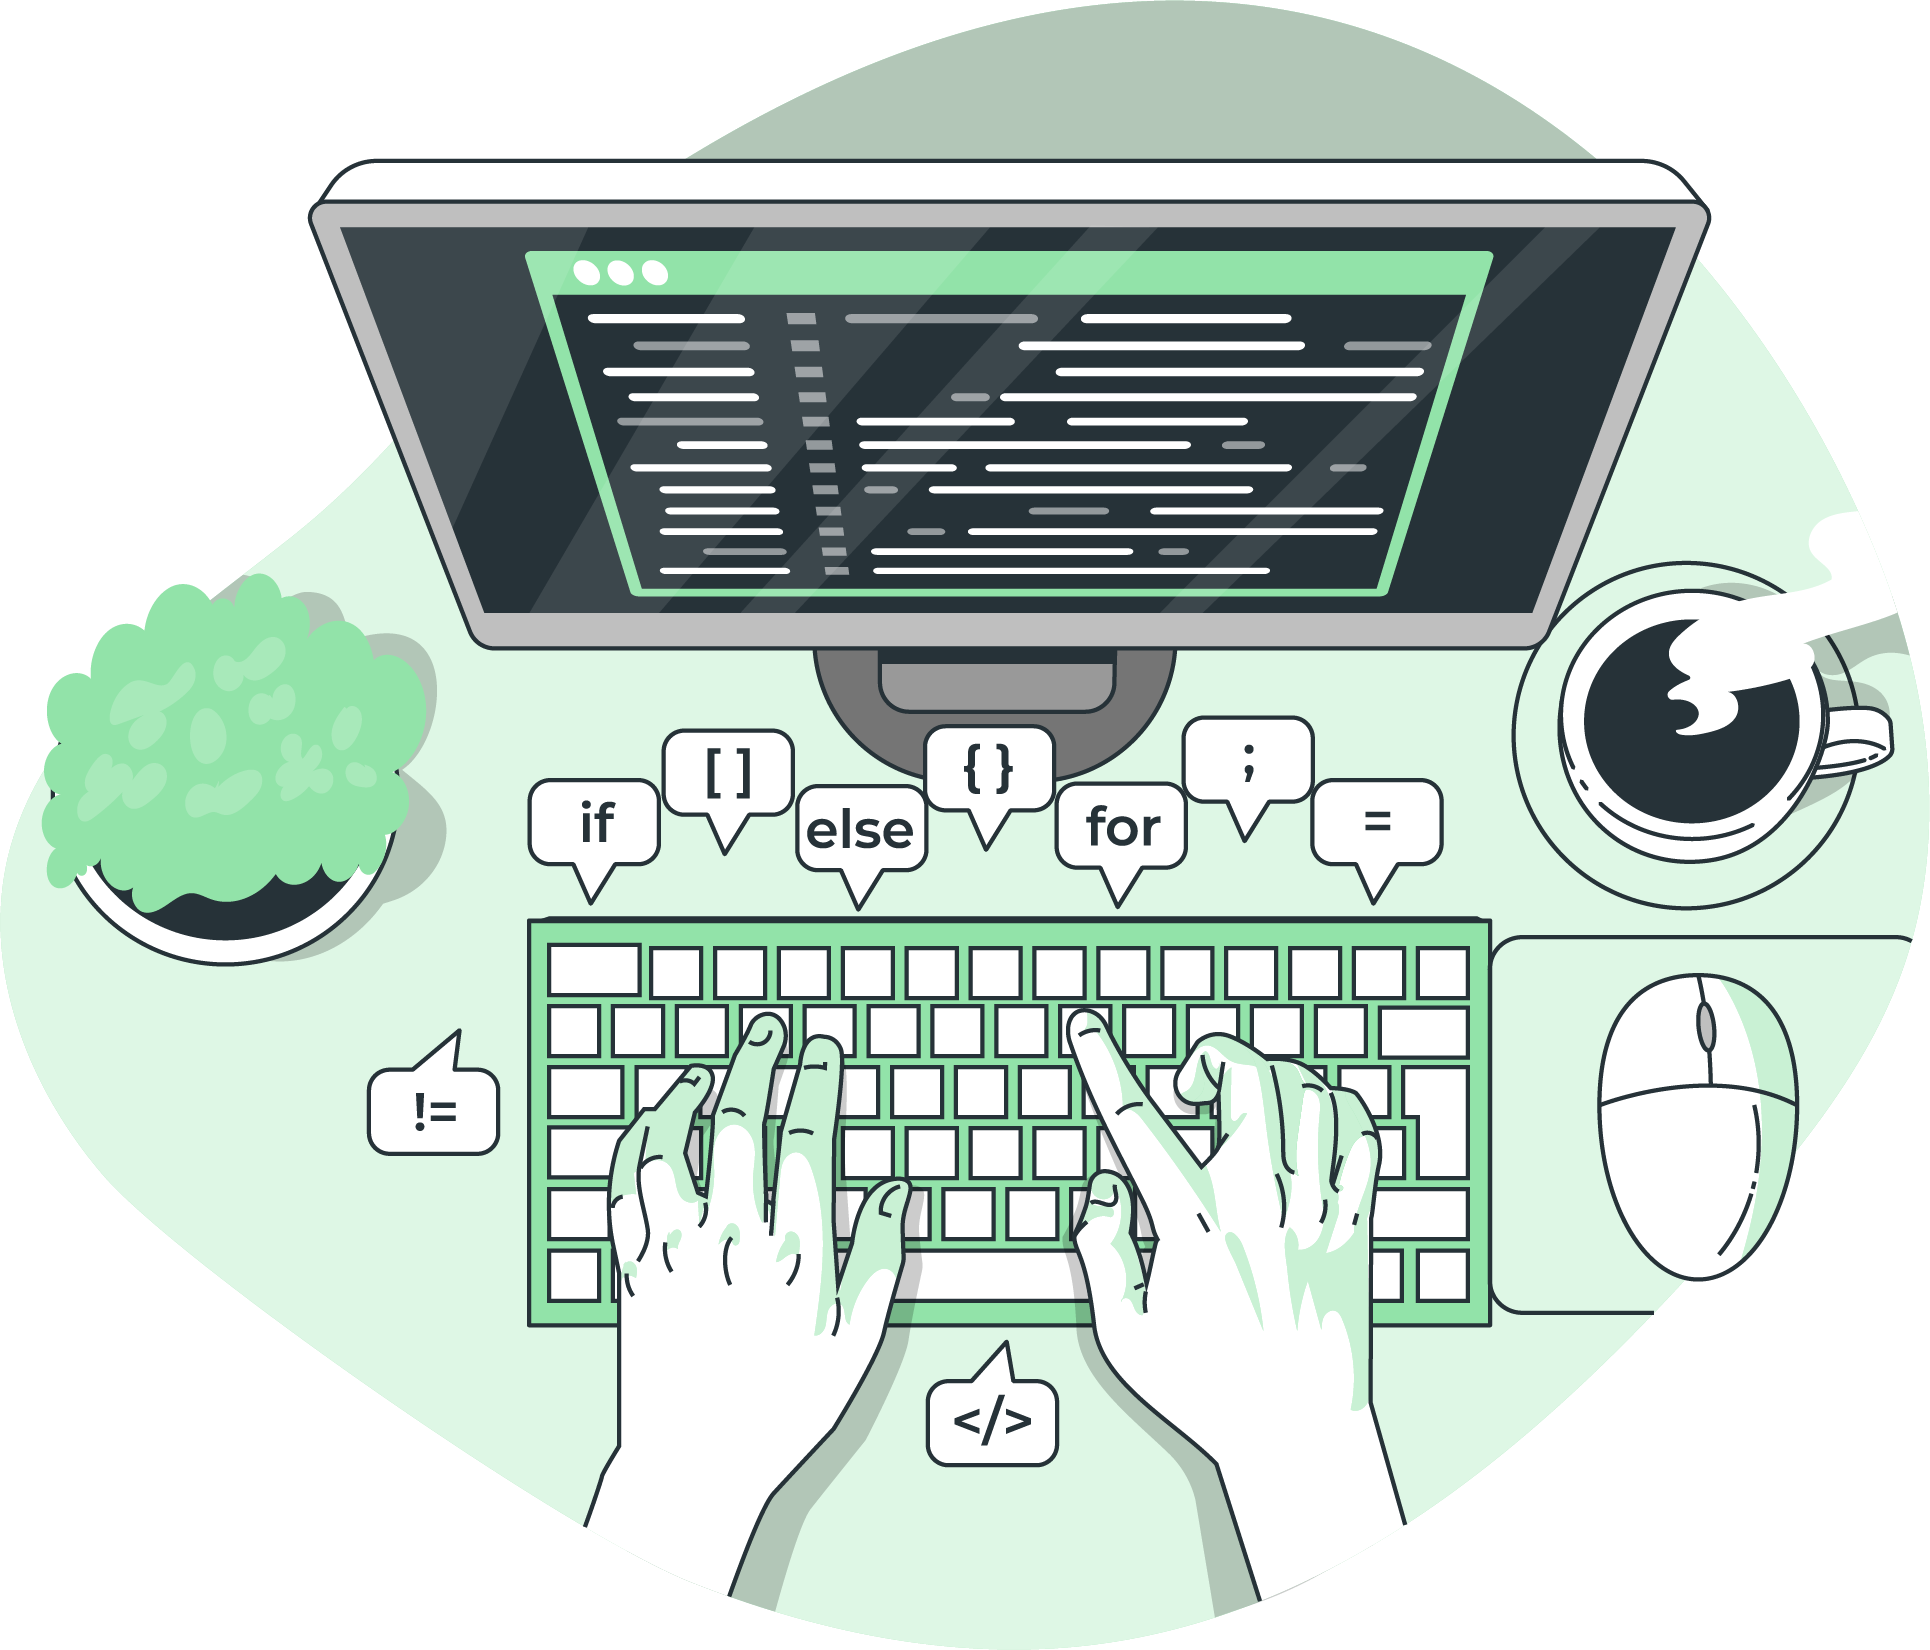 if
[ ]
else
{ }
for
;
=
!=
</>